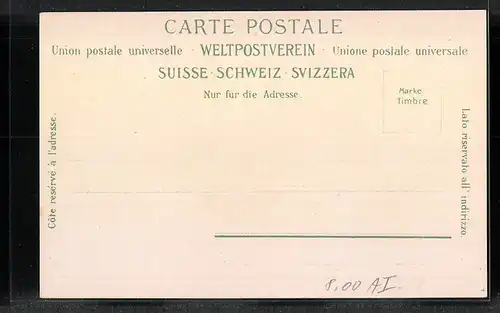 CARTE POSTALE
Union postale universelle · WELTPOSTVEREIN · Unione postale universale
SUISSE · SCHWEIZ · SVIZZERA
Nur für die Adresse.
Marke
Timbre
Côté resérvé à l'adresse.
Lato riservato all' indirizzo.
8,00 AI.